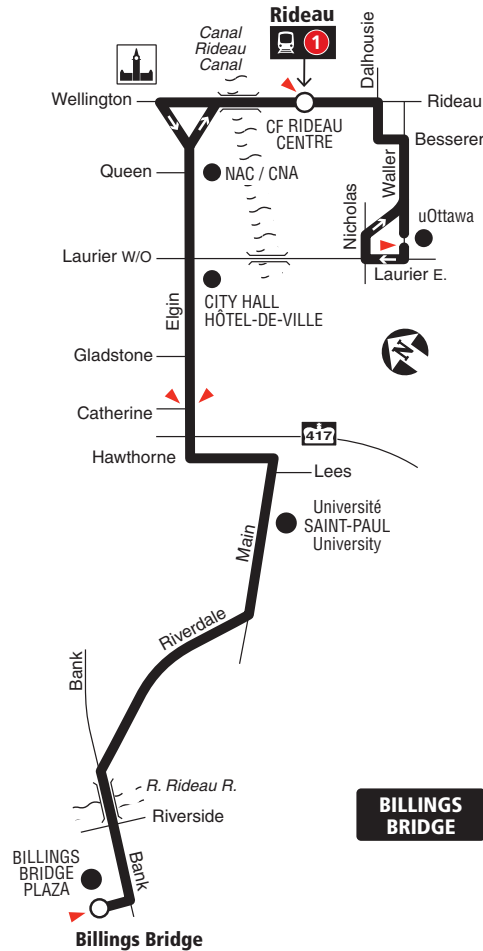 Canal
Rideau
Canal
Rideau
1
Dalhousie
Wellington
Rideau
CF RIDEAU
CENTRE
Besserer
Queen
NAC / CNA
Waller
Nicholas
uOttawa
Laurier W/O
Laurier E.
Elgin
CITY HALL
HÔTEL-DE-VILLE
N
Gladstone
Catherine
417
Hawthorne
Lees
Université
SAINT-PAUL
University
Main
Riverdale
Bank
R. Rideau R.
Riverside
BILLINGS
BRIDGE
BILLINGS
BRIDGE
PLAZA
Bank
Billings Bridge